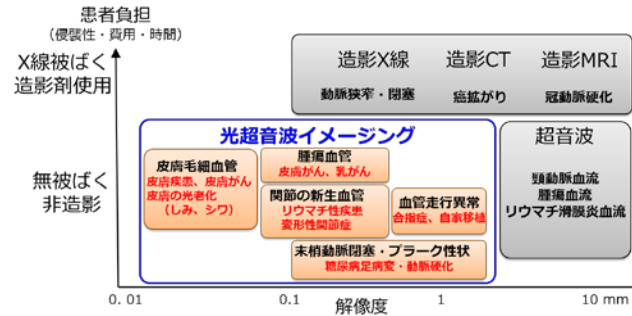 患者負担
(侵襲性・費用・時間)
X線被ばく
造影剤使用
造影X線 造影CT 造影MRI
動脈狭窄・閉塞 癌拡がり 冠動脈硬化
光超音波イメージング
超音波
頸動脈血流
腫瘍血流
リウマチ滑膜炎血流
無被ばく
非造影
皮膚毛細血管
皮膚疾患、皮膚がん
皮膚の光老化
(しみ、シワ)
腫瘍血管
皮膚がん、乳がん
関節の新生血管
リウマチ性疾患
変形性関節症
血管走行異常
合指症、自家移植
末梢動脈閉塞・プラーク性状
糖尿病足病変・動脈硬化
0.01 0.1 1 10 mm
解像度